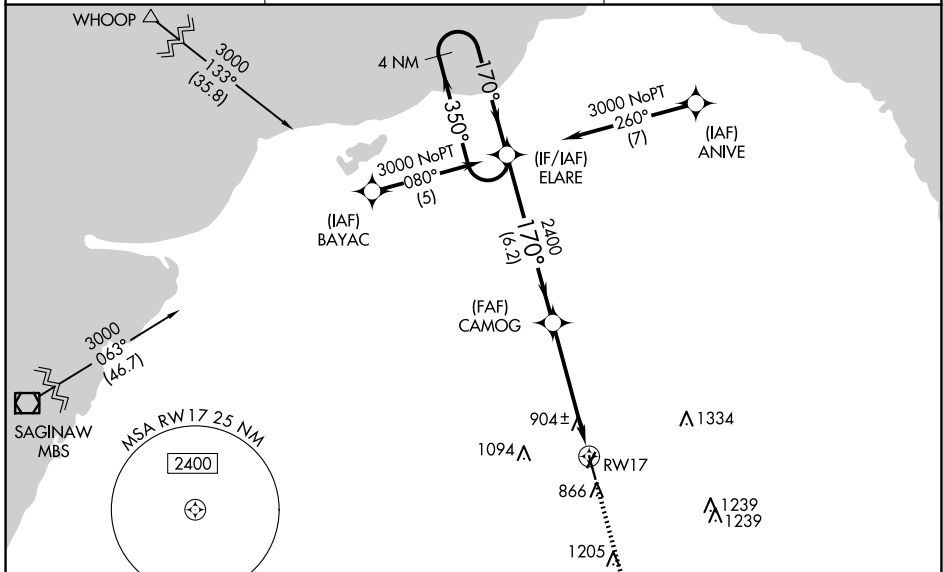 WHOOP
3000
133°
(35.8)
4 NM
170°
350°
3000 NoPT
260°
(7)
(IAF)
ANIVE
3000 NoPT
080°
(5)
(IF/IAF)
ELARE
(IAF)
BAYAC
2400
170°
(6.2)
(FAF)
CAMOG
3000
063°
(46.7)
SAGINAW
MBS
MSA RW17 25 NM
2400
904±
1334
1094
RW17
866
1239
1239
1205